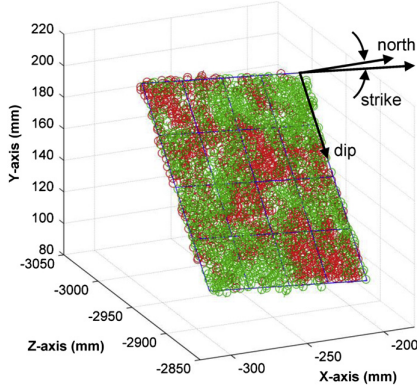 220
200
180
160
140
120
100
80
Y-axis (mm)
-3050
-3000
-2950
-2900
-2850
Z-axis (mm)
-300
-250
-200
X-axis (mm)
north
strike
dip